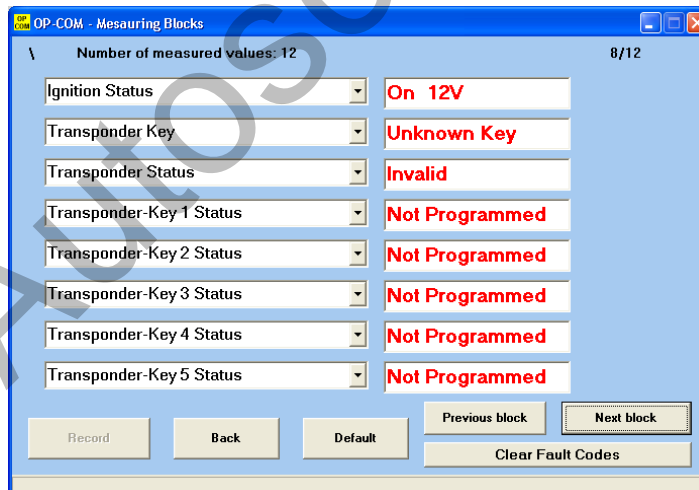 OP COM OP-COM - Mesauring Blocks
\ Number of measured values: 12 8/12
Ignition Status On 12V
Transponder Key Unknown Key
Transponder Status Invalid
Transponder-Key 1 Status Not Programmed
Transponder-Key 2 Status Not Programmed
Transponder-Key 3 Status Not Programmed
Transponder-Key 4 Status Not Programmed
Transponder-Key 5 Status Not Programmed
Previous block Next block
Record Back Default
Clear Fault Codes